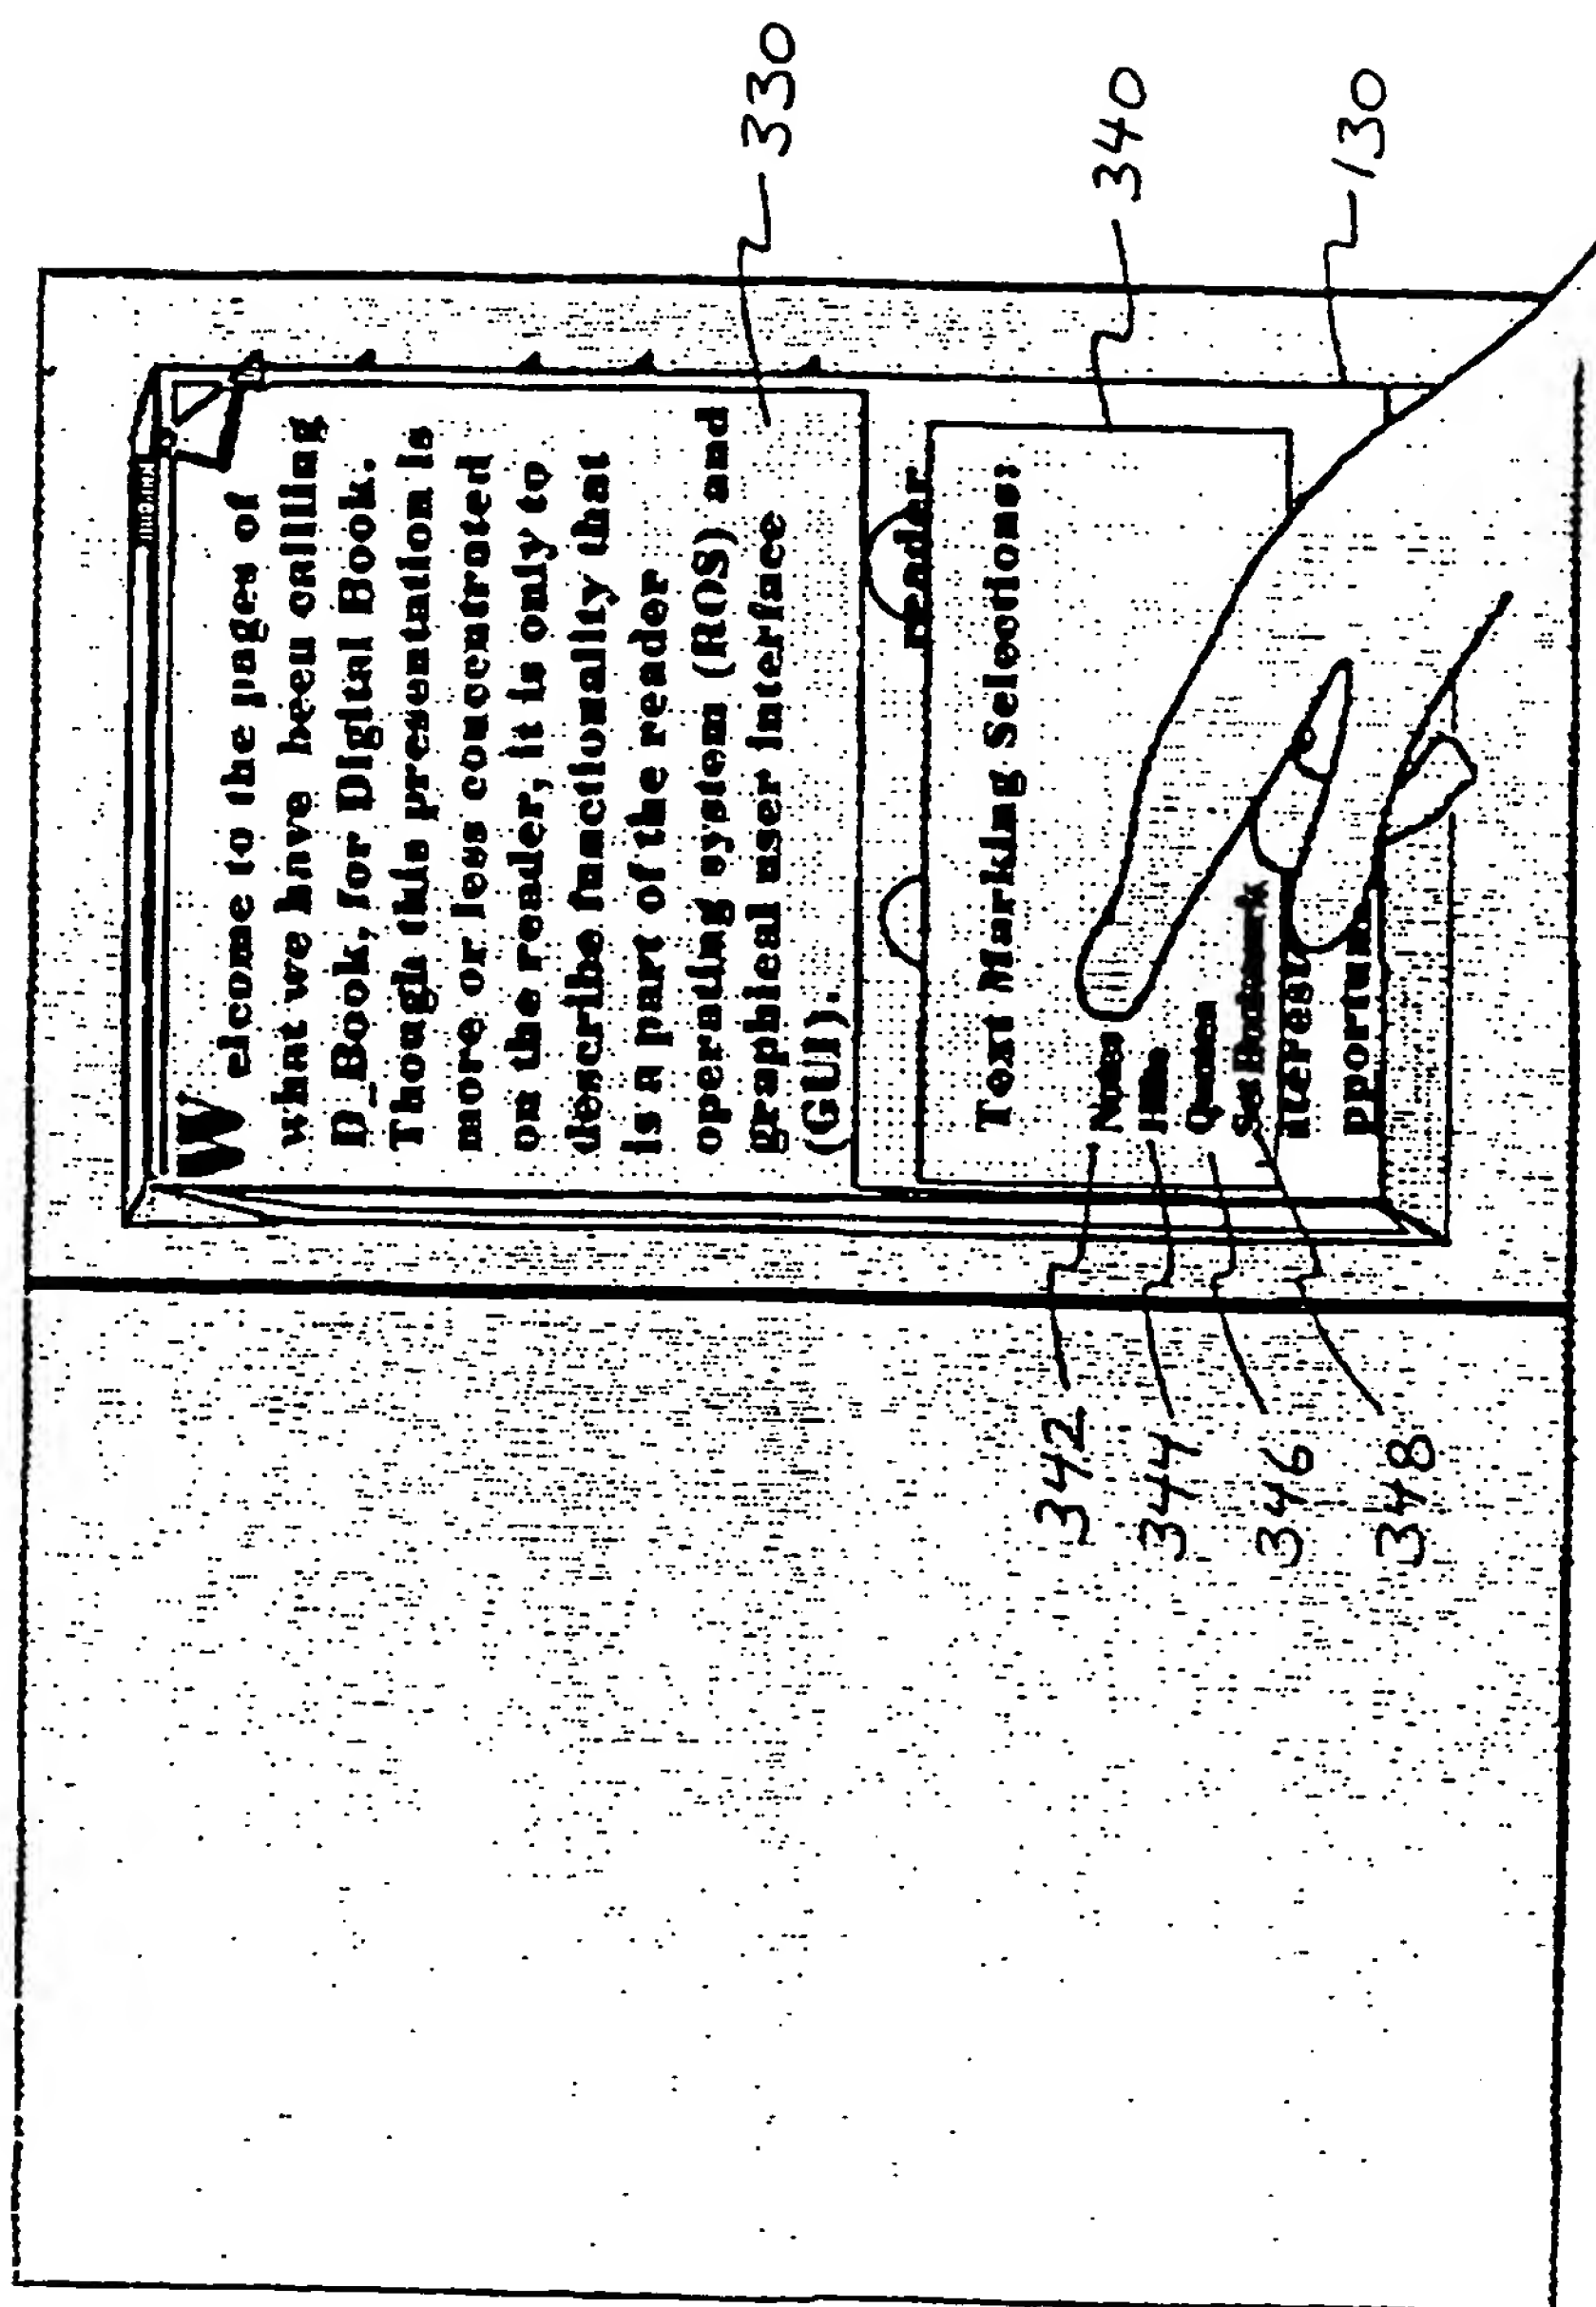 Welcome to the pages of
what we have been calling
D_Book, for Digital Book.
Though this presentation is
more or less concentrated
on the reader, it is only to
describe functionality that
is a part of the reader
operating system (ROS) and
graphical user interface
(GUI).
reader
Text Marking Selections:
Notes
Quotes
Set Bookmark
330
340
130
342
344
346
348